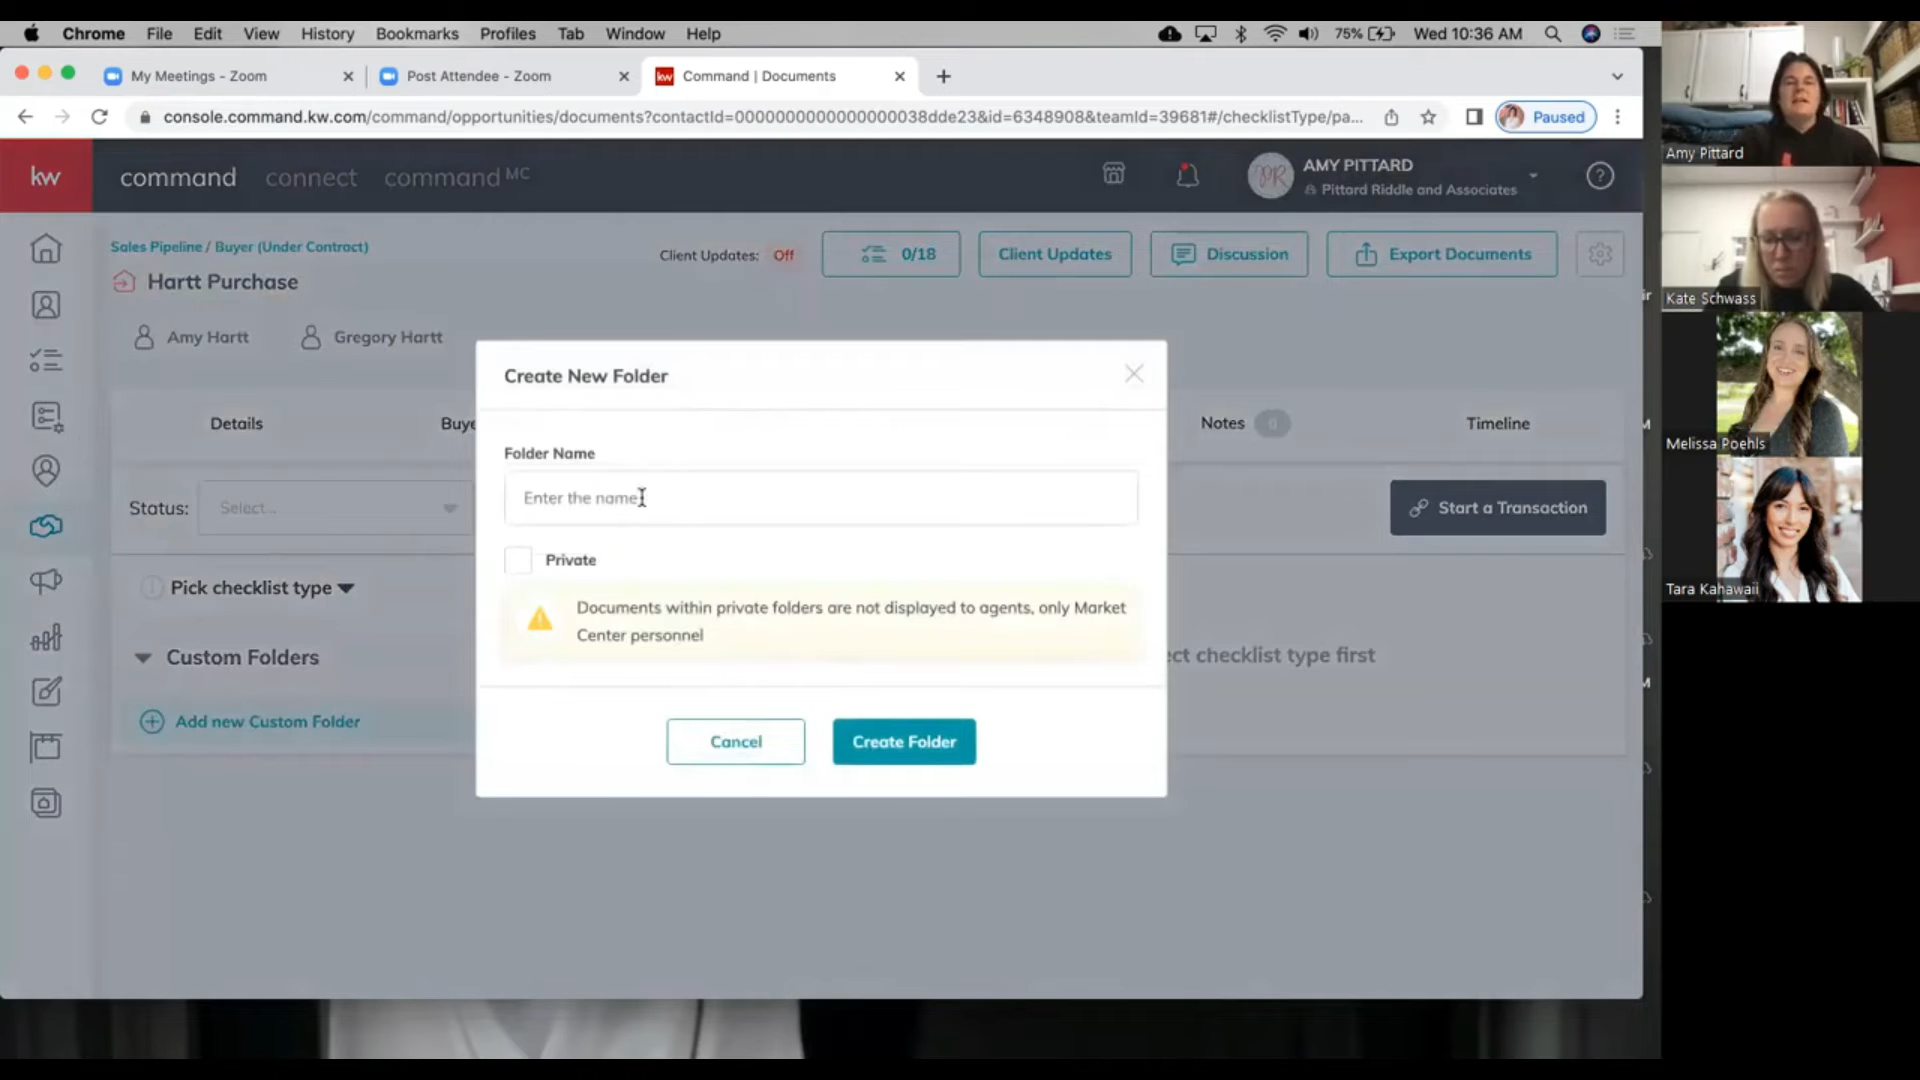 Chrome File Edit View History Bookmarks Profiles Tab Window Help 75% Wed 10:36 AM
My Meetings - Zoom Post Attendee - Zoom kw Command | Documents
console.command.kw.com/command/opportunities/documents?contactId=0000000000000000038dde23&id=6348908&teamId=39681#/checklistType/pa... Paused
kw command connect command MC PR AMY PITTARD
Pittard Riddle and Associates
Sales Pipeline / Buyer (Under Contract)
Client Updates: Off 0/18 Client Updates Discussion Export Documents
Hartt Purchase
Amy Hartt Gregory Hartt
Create New Folder
Details Buye Notes 0 Timeline
Folder Name
Status: Select... Enter the name Start a Transaction
Private
Pick checklist type
Documents within private folders are not displayed to agents, only Market
Center personnel
Custom Folders ct checklist type first
Add new Custom Folder
Cancel Create Folder
Amy Pittard
Kate Schwass
Melissa Poehls
Tara Kahawaii